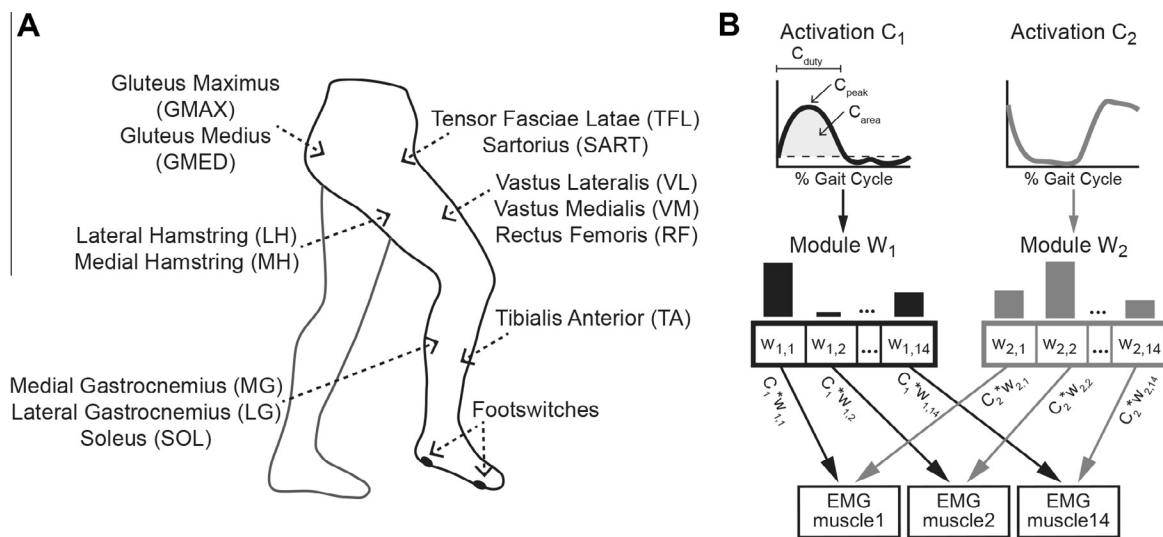 A
Gluteus Maximus
(GMAX)
Gluteus Medius
(GMED)
Tensor Fasciae Latae (TFL)
Sartorius (SART)
Vastus Lateralis (VL)
Vastus Medialis (VM)
Rectus Femoris (RF)
Lateral Hamstring (LH)
Medial Hamstring (MH)
Tibialis Anterior (TA)
Medial Gastrocnemius (MG)
Lateral Gastrocnemius (LG)
Soleus (SOL)
Footswitches
B
Activation C1
Cduty
Cpeak
Carea
% Gait Cycle
Activation C2
% Gait Cycle
Module W1
w1,1 w1,2 ... w1,14
...
Module W2
w2,1 w2,2 ... w2,14
...
C1*w1,1
C1*w1,2
C1*w1,14
C2*w2,1
C2*w2,2
C2*w2,14
EMG
muscle1
EMG
muscle2
EMG
muscle14